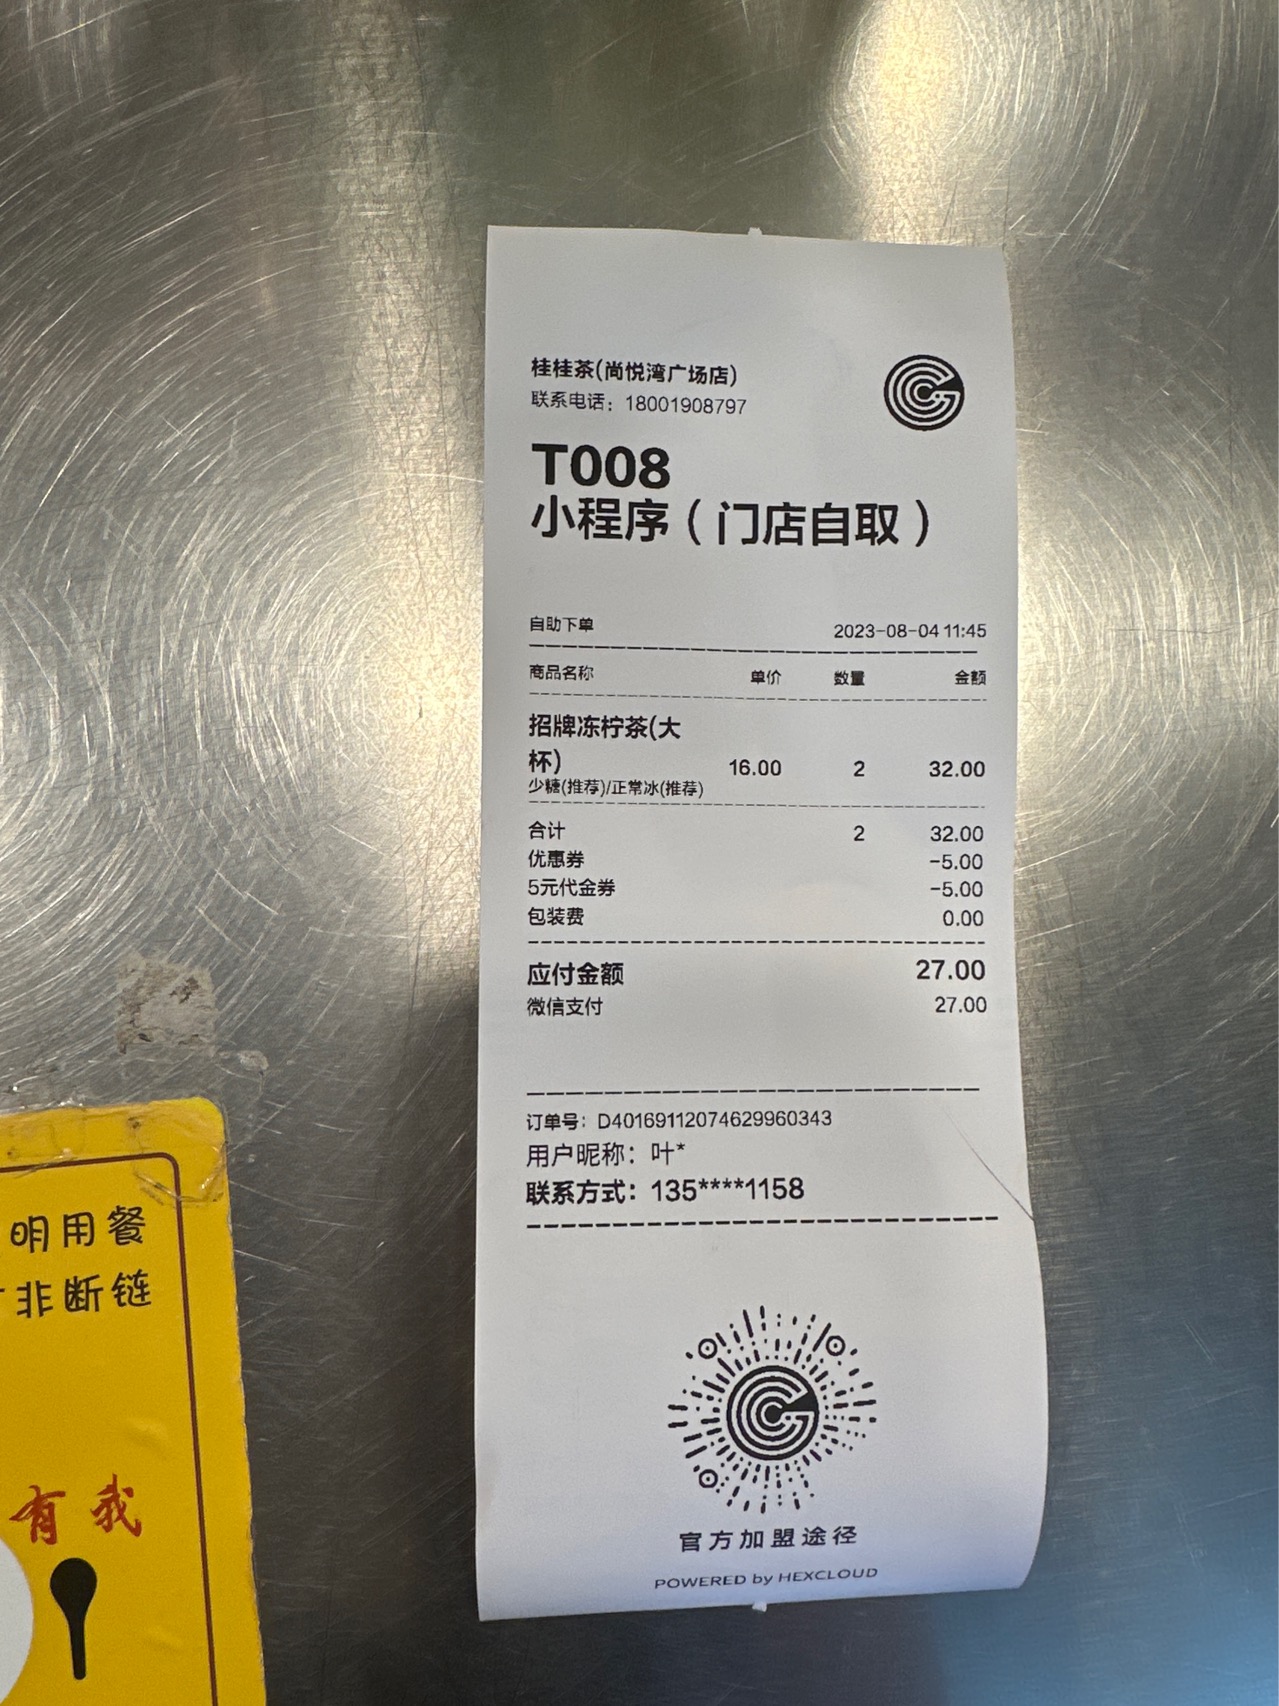 桂桂茶(尚悦湾广场店)
联系电话：18001908797
T008
小程序（门店自取）
自助下单 2023-08-04 11:45
商品名称 单价 数量 金额
招牌冻柠茶(大
杯) 16.00 2 32.00
少糖(推荐)/正常冰(推荐)
合计 2 32.00
优惠券 -5.00
5元代金券 -5.00
包装费 0.00
应付金额 27.00
微信支付 27.00
订单号：D40169112074629960343
用户昵称：叶*
联系方式：135****1158
官方加盟途径
POWERED by HEXCLOUD
明用餐
非断链
有我